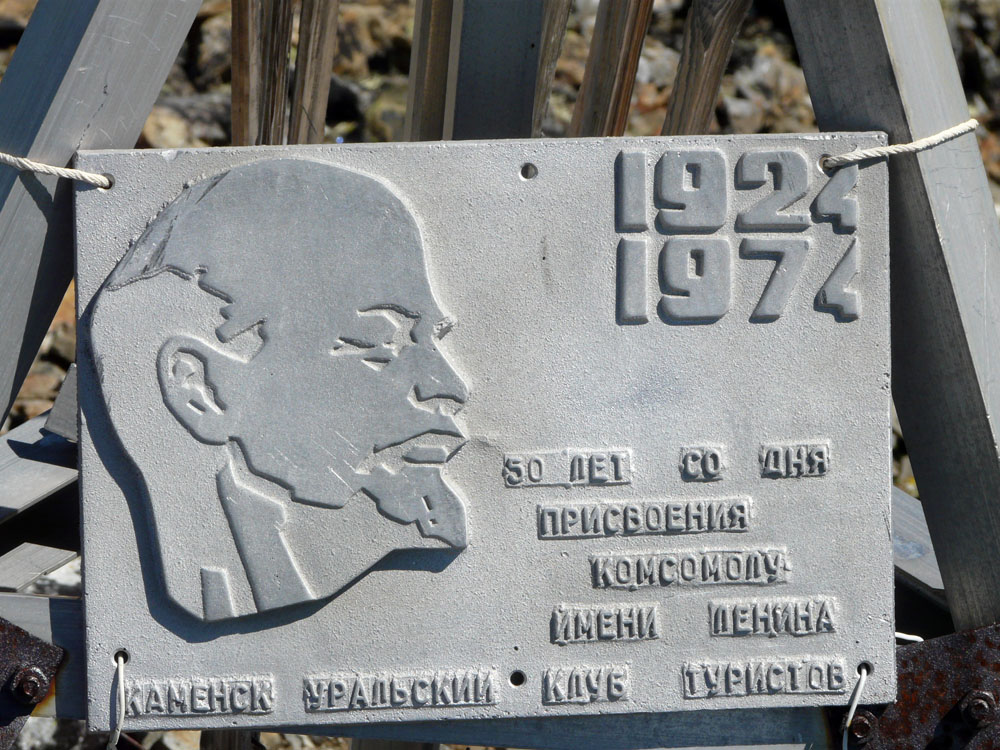 1924
1974
50 ЛЕТ СО ДНЯ
ПРИСВОЕНИЯ
КОМСОМОЛУ
ИМЕНИ ЛЕНИНА
КАМЕНСК УРАЛЬСКИЙ КЛУБ ТУРИСТОВ